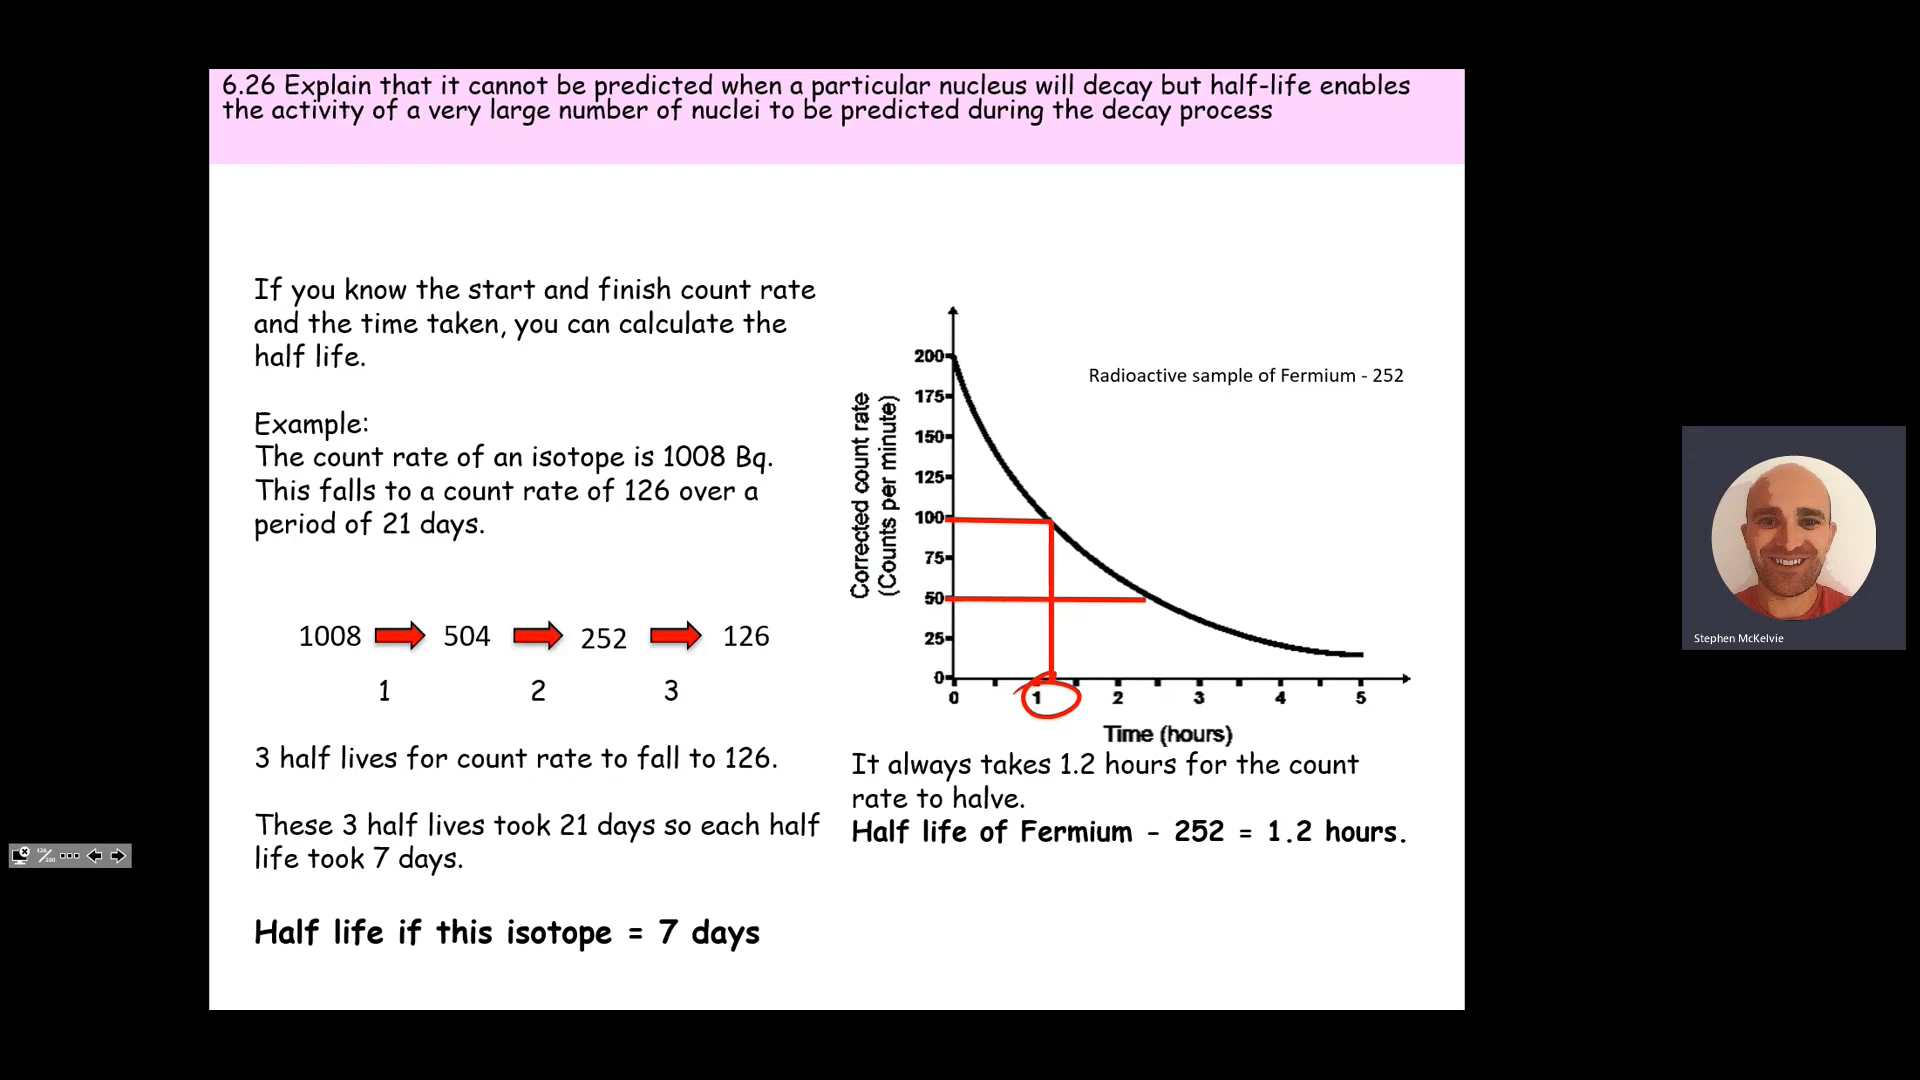 6.26 Explain that it cannot be predicted when a particular nucleus will decay but half-life enables
the activity of a very large number of nuclei to be predicted during the decay process
If you know the start and finish count rate
and the time taken, you can calculate the
half life.
Example:
The count rate of an isotope is 1008 Bq.
This falls to a count rate of 126 over a
period of 21 days.
1008 504 252 126
1 2 3
3 half lives for count rate to fall to 126.
These 3 half lives took 21 days so each half
life took 7 days.
Half life if this isotope = 7 days
Radioactive sample of Fermium - 252
Corrected count rate
(Counts per minute)
200
175
150
125
100
75
50
25
0
0 1 2 3 4 5
Time (hours)
It always takes 1.2 hours for the count
rate to halve.
Half life of Fermium - 252 = 1.2 hours.
Stephen McKelvie